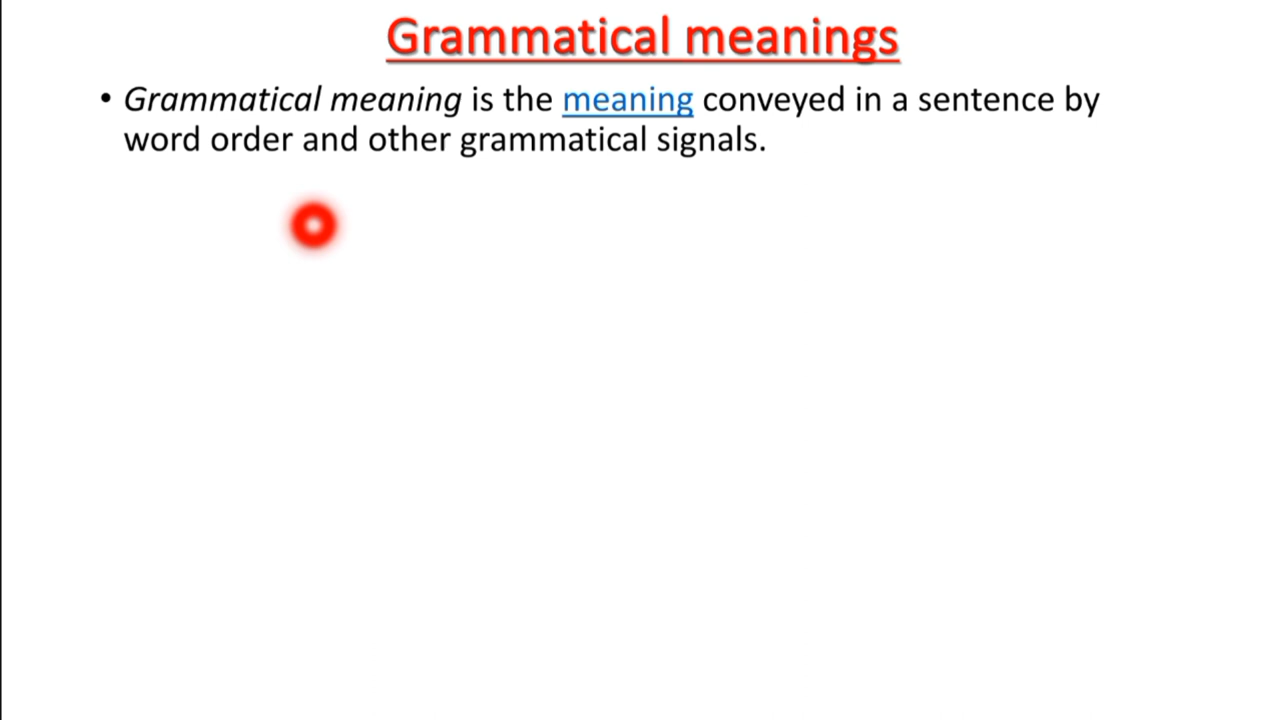 Grammatical meanings
• Grammatical meaning is the meaning conveyed in a sentence by
word order and other grammatical signals.